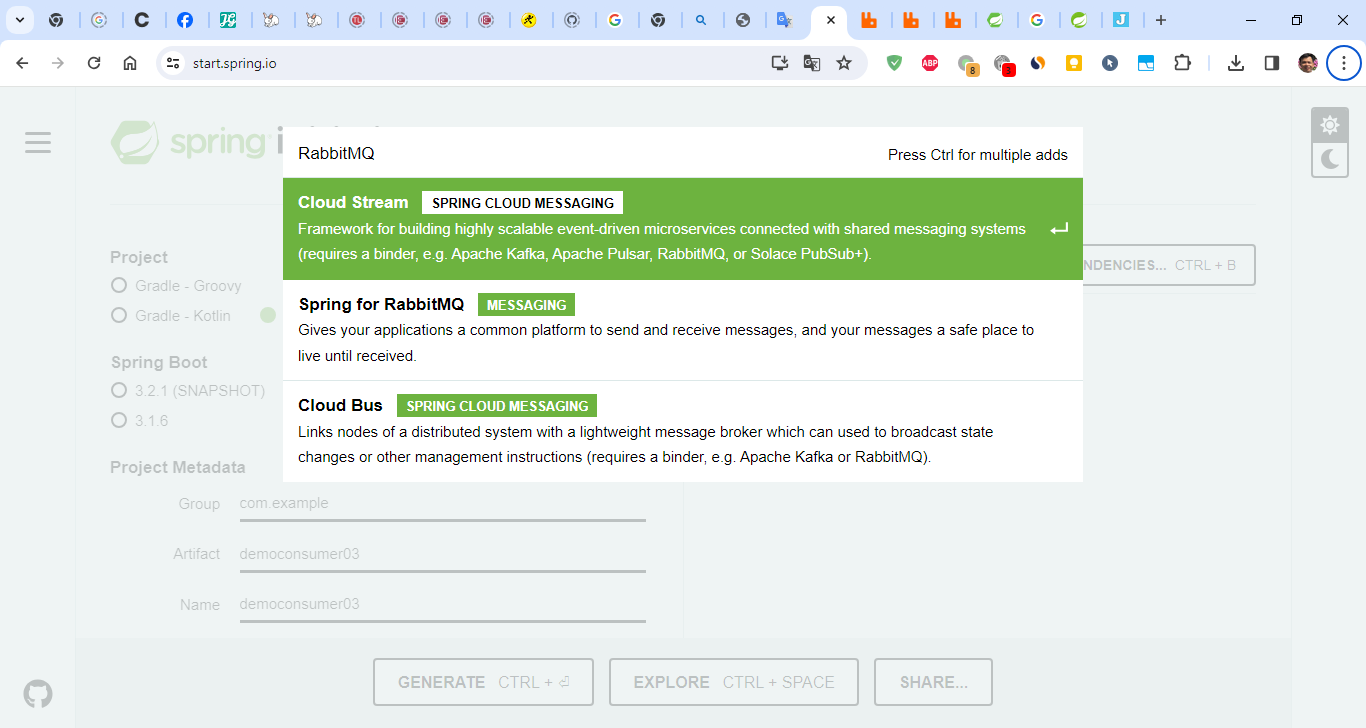 start.spring.io
ABP
8
spring
RabbitMQ
Press Ctrl for multiple adds
Cloud Stream SPRING CLOUD MESSAGING
Framework for building highly scalable event-driven microservices connected with shared messaging systems
(requires a binder, e.g. Apache Kafka, Apache Pulsar, RabbitMQ, or Solace PubSub+).
Spring for RabbitMQ MESSAGING
Gives your applications a common platform to send and receive messages, and your messages a safe place to
live until received.
Cloud Bus SPRING CLOUD MESSAGING
Links nodes of a distributed system with a lightweight message broker which can used to broadcast state
changes or other management instructions (requires a binder, e.g. Apache Kafka or RabbitMQ).
NDENCIES... CTRL + B
Project
Gradle - Groovy
Gradle - Kotlin
Spring Boot
3.2.1 (SNAPSHOT)
3.1.6
Project Metadata
Group com.example
Artifact democonsumer03
Name democonsumer03
GENERATE CTRL + ⏎
EXPLORE CTRL + SPACE
SHARE...